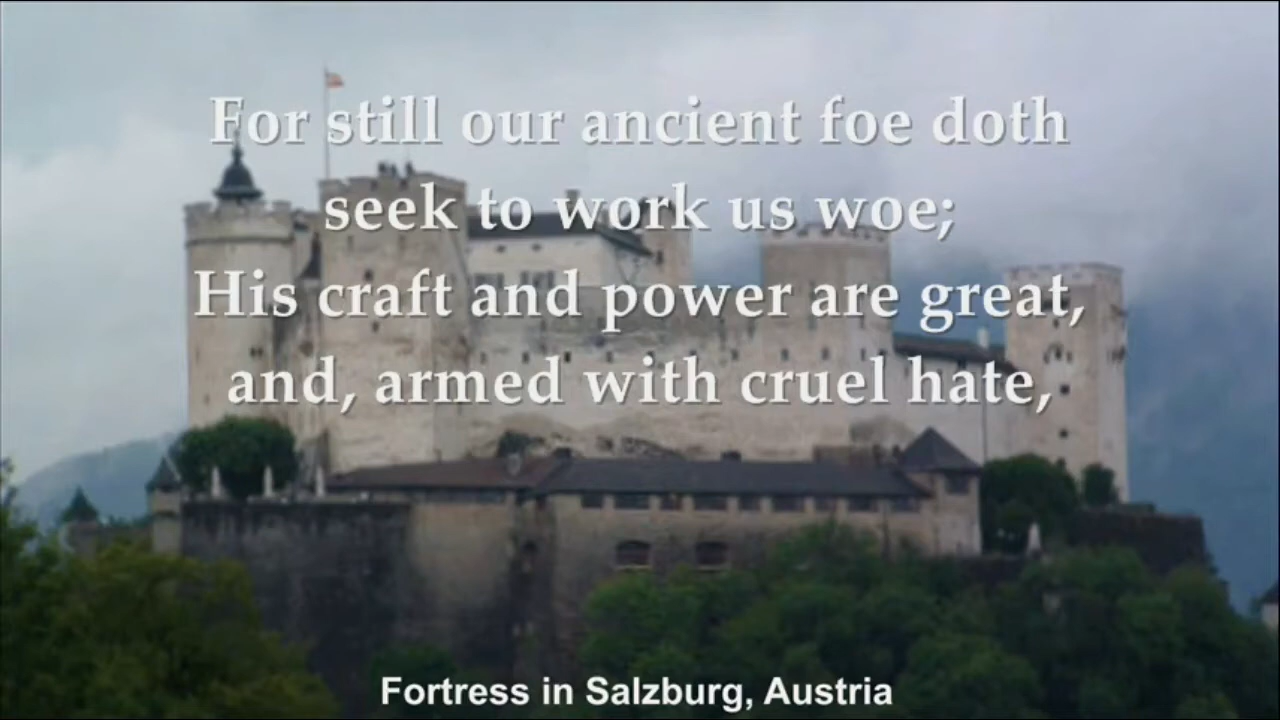 For still our ancient foe doth
seek to work us woe;
His craft and power are great,
and, armed with cruel hate,
Fortress in Salzburg, Austria